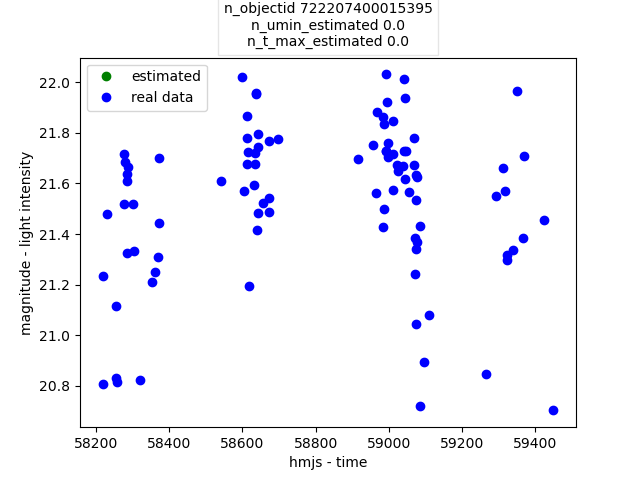 n_objectid 722207400015395
n_umin_estimated 0.0
n_t_max_estimated 0.0
estimated
real data
magnitude - light intensity
22.0
21.8
21.6
21.4
21.2
21.0
20.8
58200 58400 58600 58800 59000 59200 59400
hmjs - time